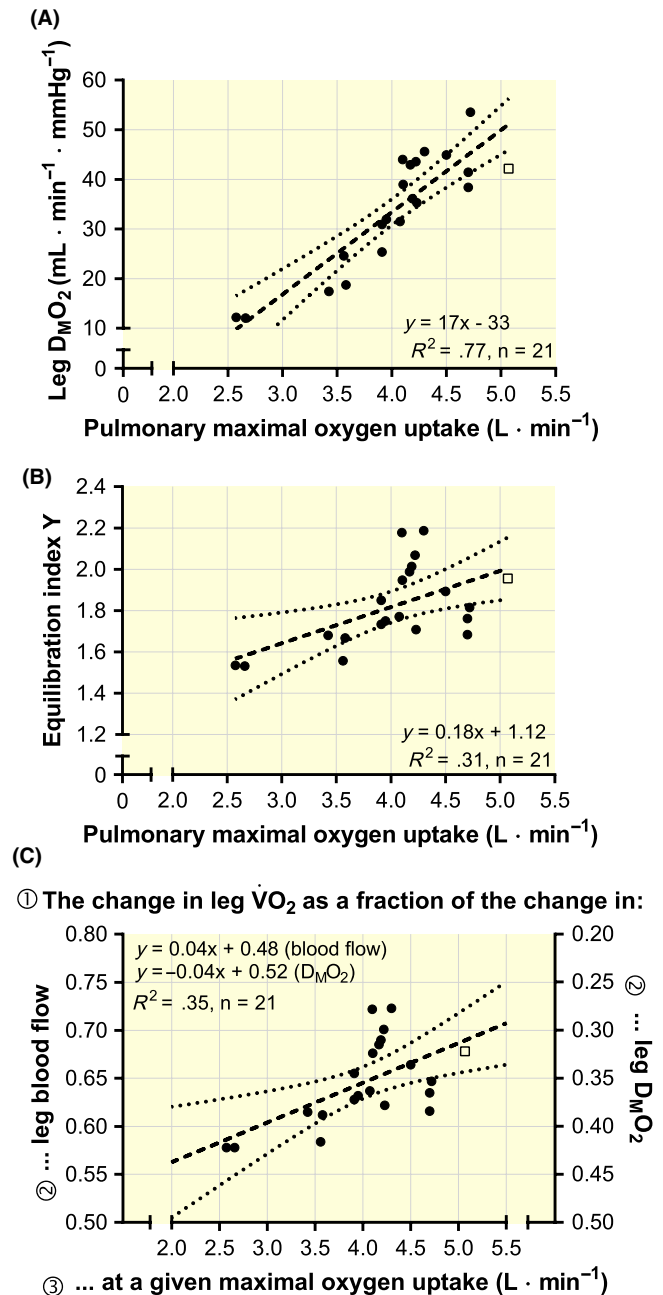 (A)
Leg DMO2 (mL · min–1 · mmHg–1)
60
50
40
30
20
10
0
y = 17x - 33
R2 = .77, n = 21
0 2.0 2.5 3.0 3.5 4.0 4.5 5.0 5.5
Pulmonary maximal oxygen uptake (L · min–1)
(B)
Equilibration index Y
2.4
2.2
2.0
1.8
1.6
1.4
1.2
0
y = 0.18x + 1.12
R2 = .31, n = 21
0 2.0 2.5 3.0 3.5 4.0 4.5 5.0 5.5
Pulmonary maximal oxygen uptake (L · min–1)
(C)
① The change in leg V̇O2 as a fraction of the change in:
② ... leg blood flow
0.80
0.75
0.70
0.65
0.60
0.55
0.50
y = 0.04x + 0.48 (blood flow)
y = –0.04x + 0.52 (DMO2)
R2 = .35, n = 21
0.20
0.25
0.30
0.35
0.40
0.45
0.50
② ... leg DMO2
2.0 2.5 3.0 3.5 4.0 4.5 5.0 5.5
③ ... at a given maximal oxygen uptake (L · min–1)